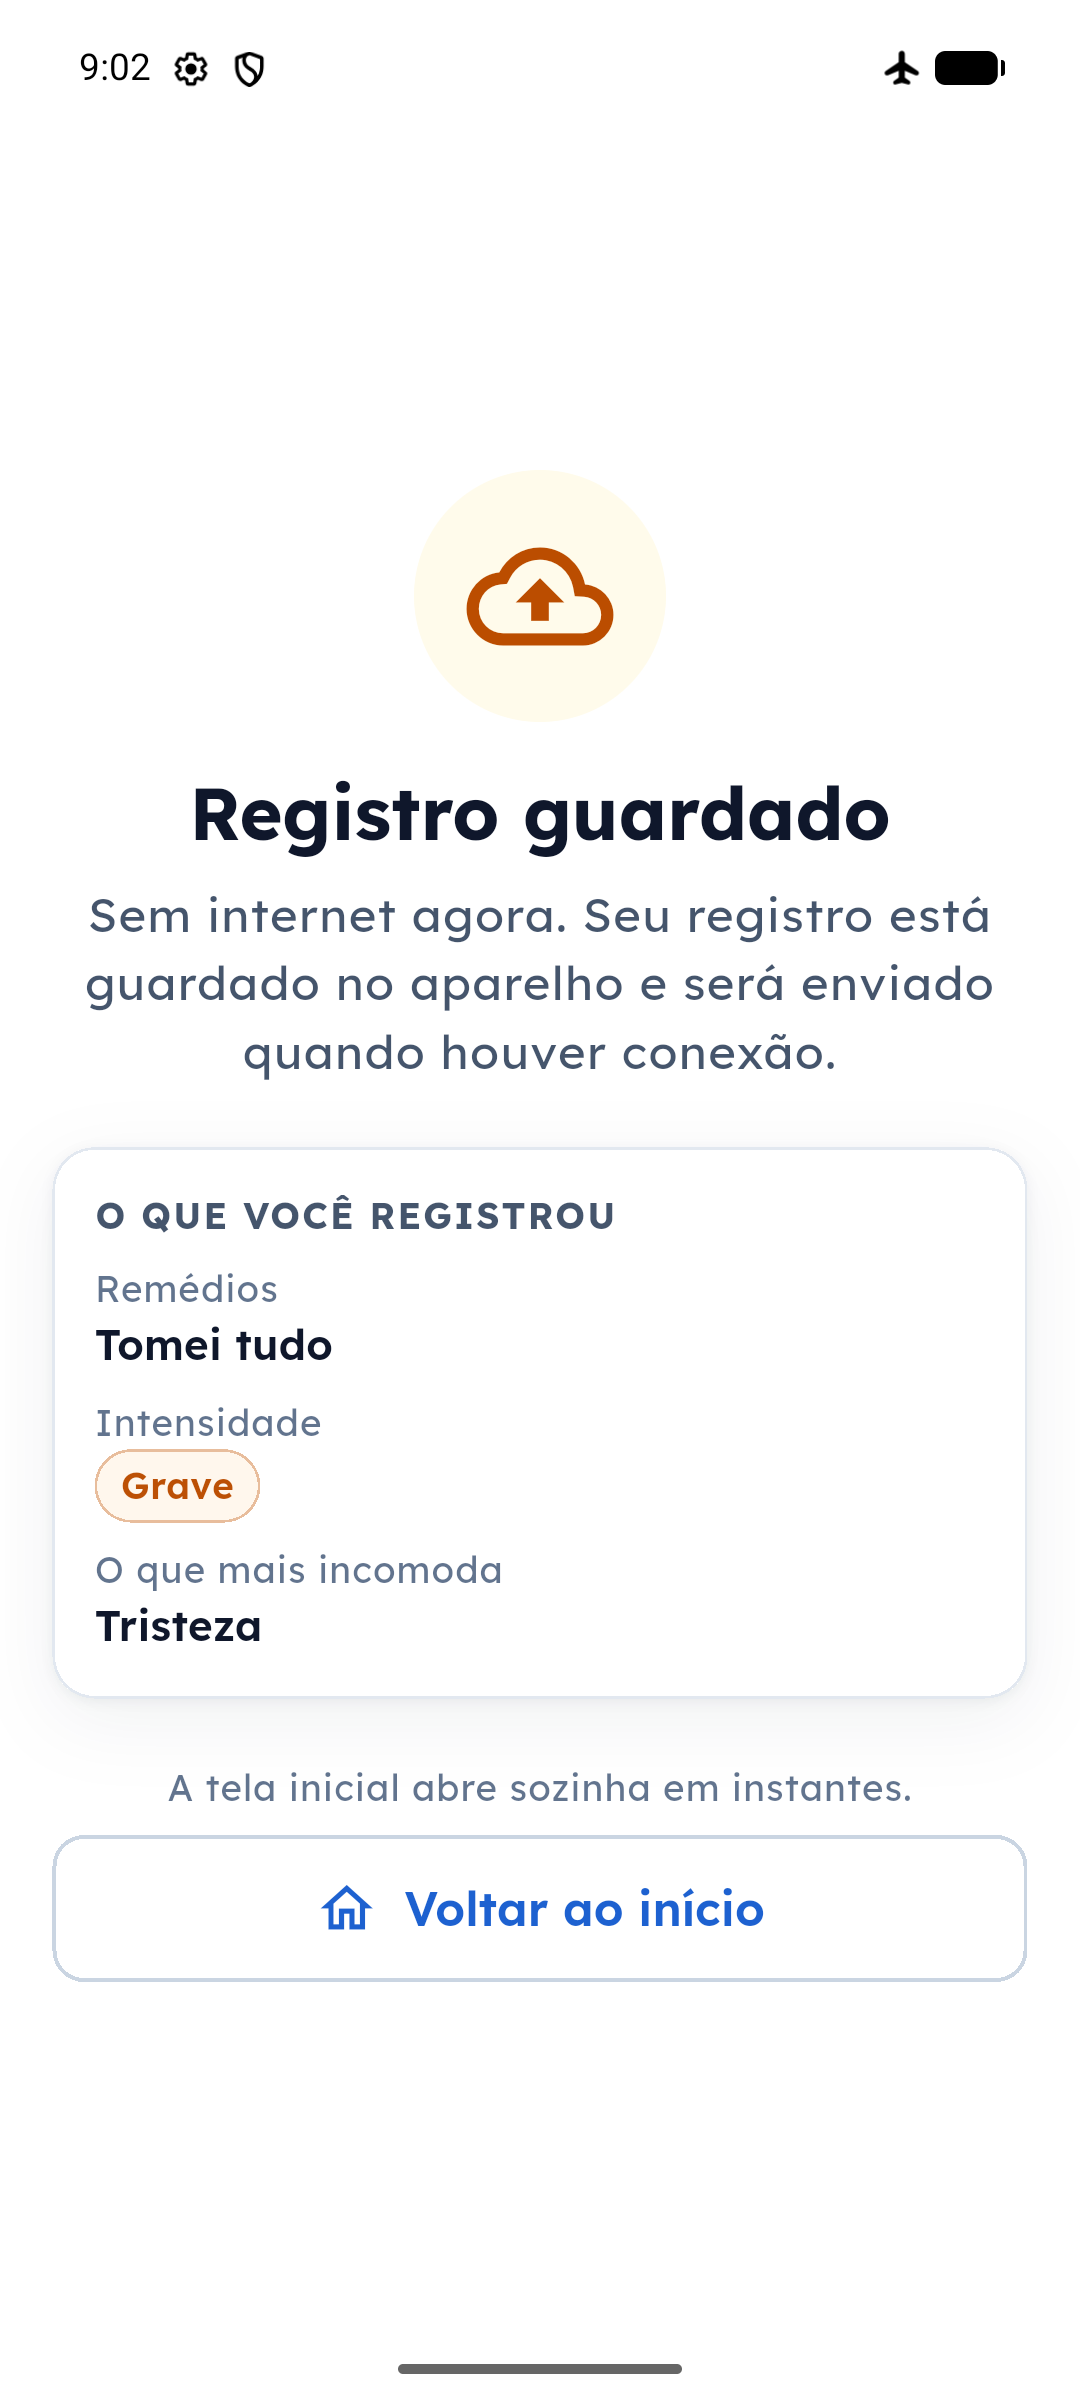 9:02
Registro guardado
Sem internet agora. Seu registro está
guardado no aparelho e será enviado
quando houver conexão.
O QUE VOCÊ REGISTROU
Remédios
Tomei tudo
Intensidade
Grave
O que mais incomoda
Tristeza
A tela inicial abre sozinha em instantes.
Voltar ao início